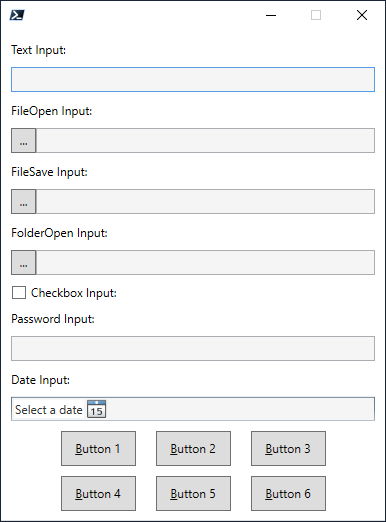 Text Input:
FileOpen Input:
...
FileSave Input:
...
FolderOpen Input:
...
Checkbox Input:
Password Input:
Date Input:
Select a date 15
Button 1 Button 2 Button 3
Button 4 Button 5 Button 6